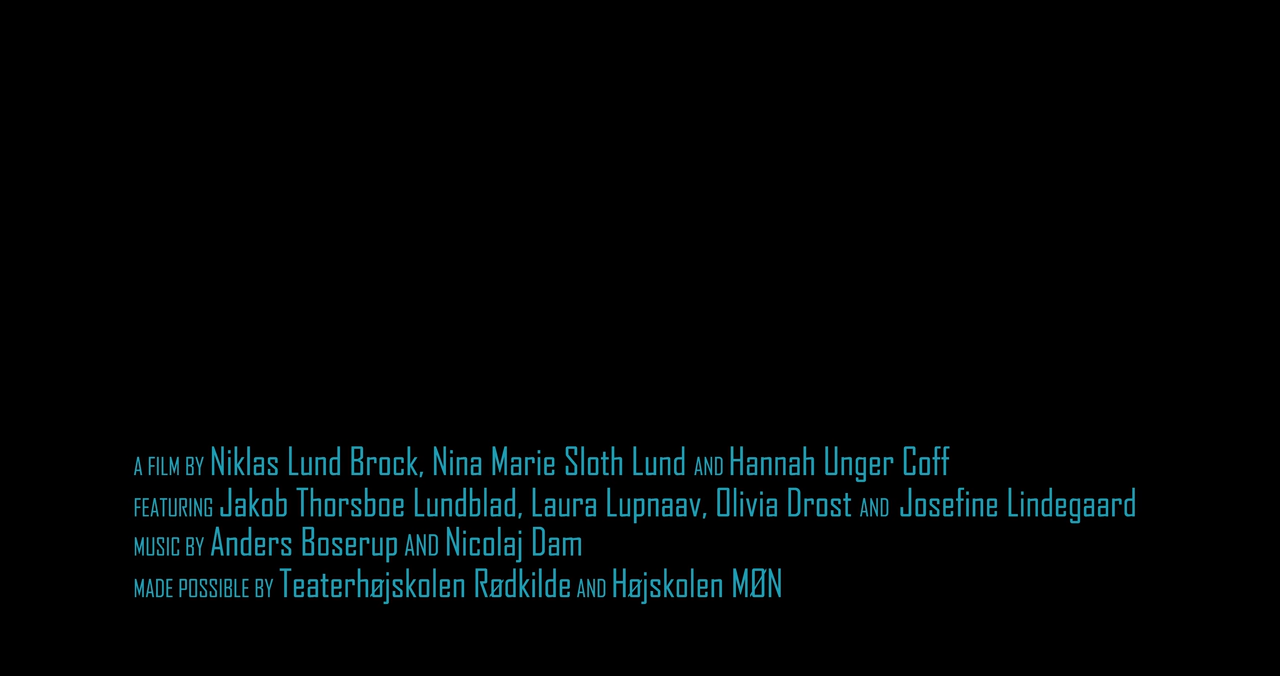 A FILM BY Niklas Lund Brock, Nina Marie Sloth Lund AND Hannah Unger Coff
FEATURING Jakob Thorsboe Lundblad, Laura Lupnaav, Olivia Drost AND Josefine Lindegaard
MUSIC BY Anders Boserup AND Nicolaj Dam
MADE POSSIBLE BY Teaterhøjskolen Rødkilde AND Højskolen MØN